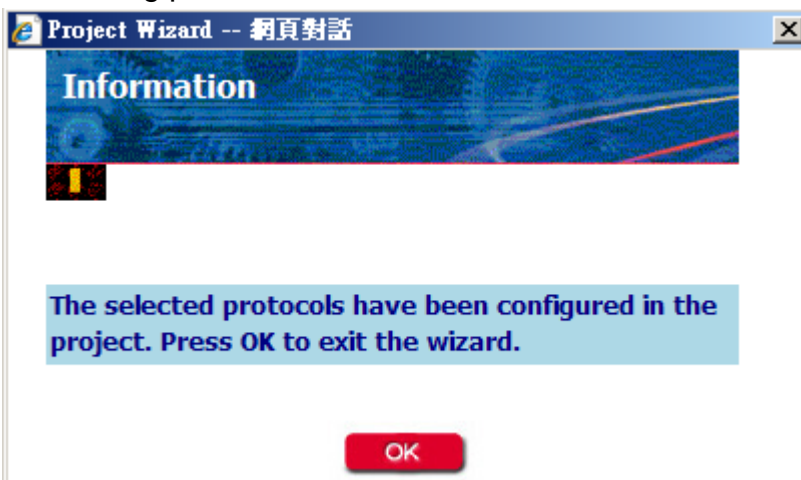 Project Wizard -- 網頁對話
Information
The selected protocols have been configured in the
project. Press OK to exit the wizard.
OK